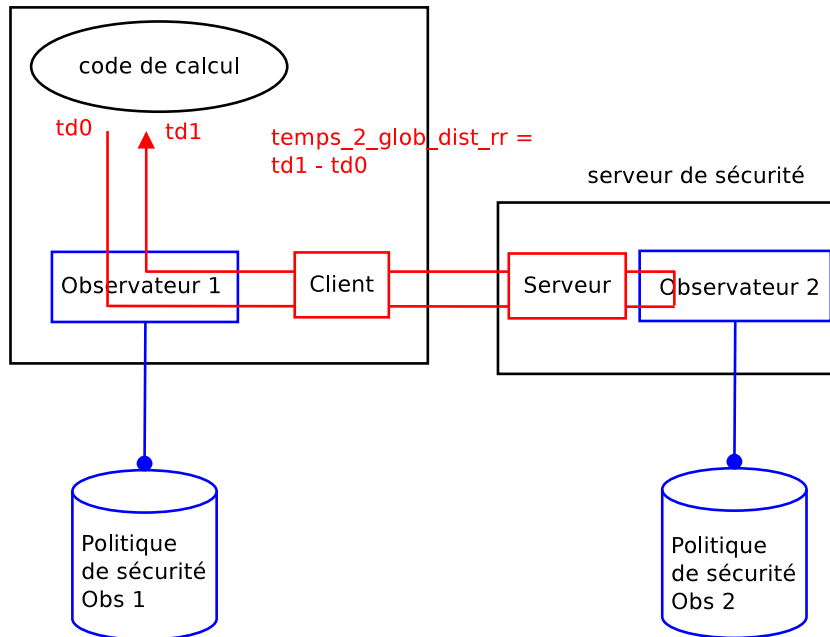 code de calcul
td0
td1
temps_2_glob_dist_rr =
td1 - td0
serveur de sécurité
Observateur 1
Client
Serveur
Observateur 2
Politique
de sécurité
Obs 1
Politique
de sécurité
Obs 2